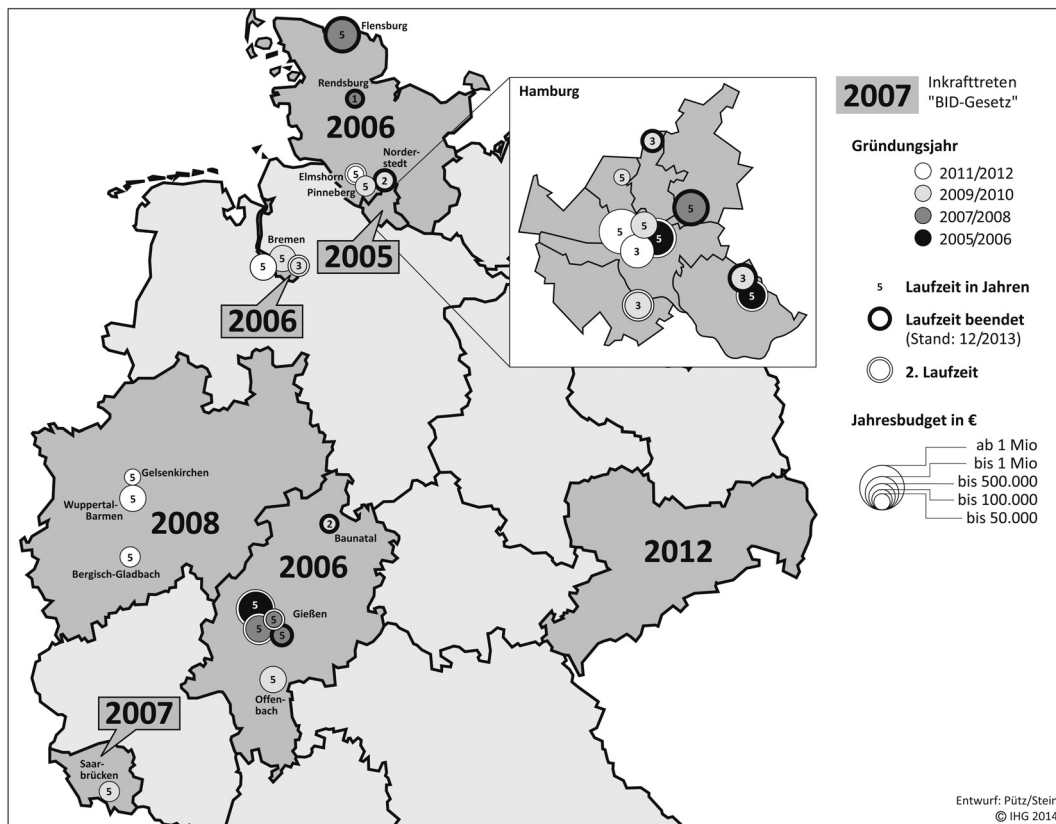 Flensburg
5
Rendsburg
1
2006
Norder-
stedt
Elmshorn
5
2
Pinneberg
5
2005
Bremen
5
5
3
2006
Hamburg
3
5
5
5
5
5
3
3
5
3
Gelsenkirchen
5
Wuppertal-
Barmen
5
2008
5
Bergisch-Gladbach
2
Baunatal
2006
5
Gießen
5
5
5
5
Offen-
bach
2012
2007
Saar-
brücken
5
2007
Inkrafttreten
"BID-Gesetz"
Gründungsjahr
2011/2012
2009/2010
2007/2008
2005/2006
5 Laufzeit in Jahren
Laufzeit beendet
(Stand: 12/2013)
2. Laufzeit
Jahresbudget in €
ab 1 Mio
bis 1 Mio
bis 500.000
bis 100.000
bis 50.000
Entwurf: Pütz/Stein
© IHG 2014